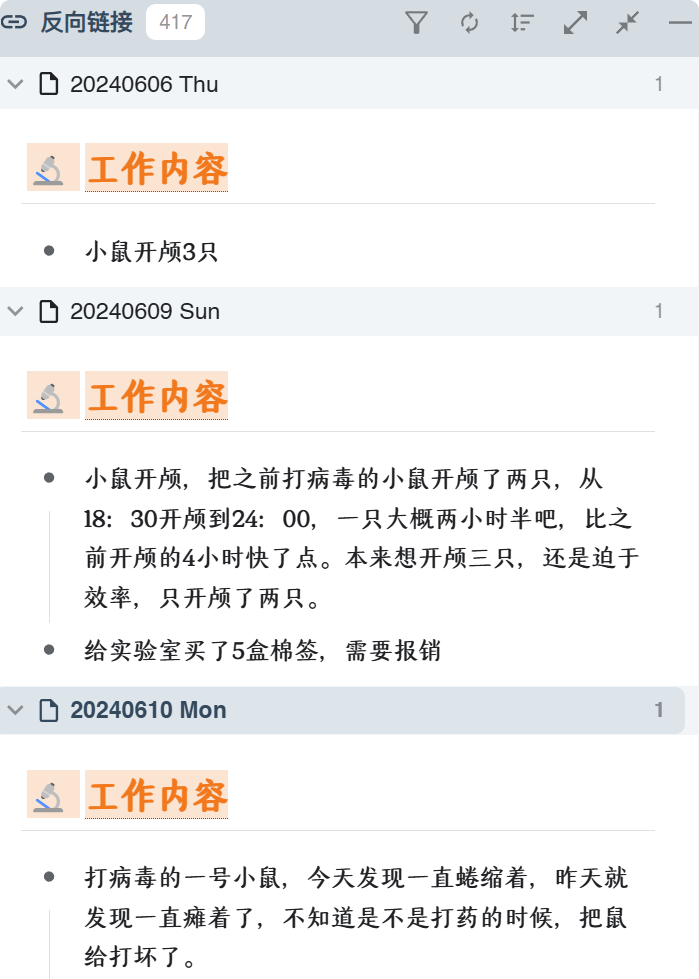 反向链接 417
20240606 Thu 1
工作内容
小鼠开颅3只
20240609 Sun 1
工作内容
小鼠开颅，把之前打病毒的小鼠开颅了两只，从
18：30开颅到24：00，一只大概两小时半吧，比之
前开颅的4小时快了点。本来想开颅三只，还是迫于
效率，只开颅了两只。
给实验室买了5盒棉签，需要报销
20240610 Mon 1
工作内容
打病毒的一号小鼠，今天发现一直蜷缩着，昨天就
发现一直瘫着了，不知道是不是打药的时候，把鼠
给打坏了。